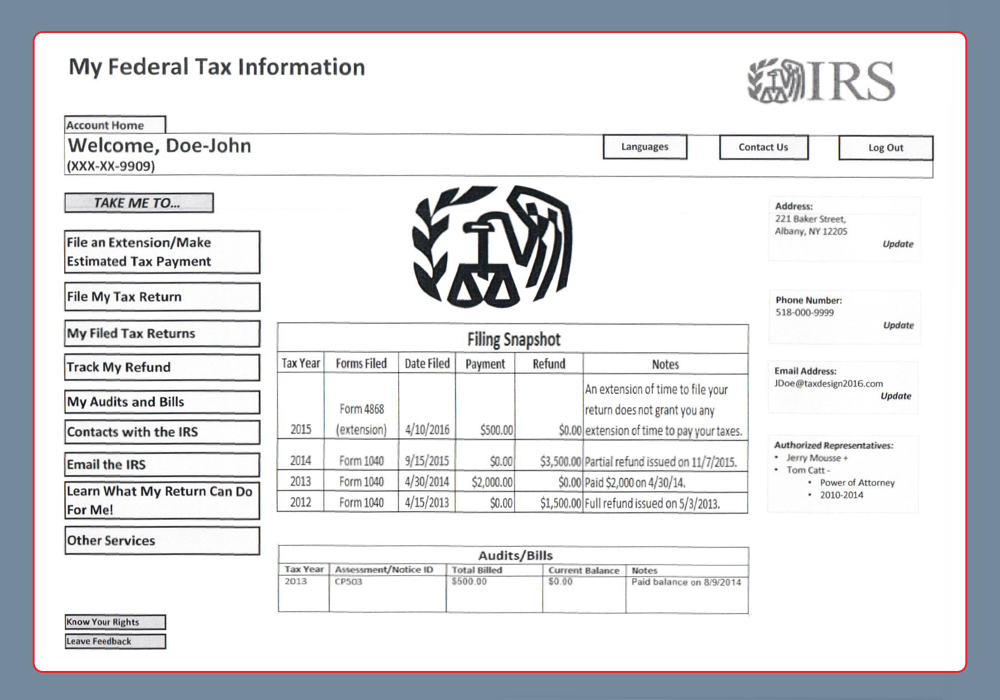 My Federal Tax Information
IRS
Account Home
Welcome, Doe-John
(XXX-XX-9909)
Languages
Contact Us
Log Out
TAKE ME TO...
File an Extension/Make
Estimated Tax Payment
File My Tax Return
My Filed Tax Returns
Track My Refund
My Audits and Bills
Contacts with the IRS
Email the IRS
Learn What My Return Can Do
For Me!
Other Services
Know Your Rights
Leave Feedback
Filing Snapshot
Tax Year Forms Filed Date Filed Payment Refund Notes
An extension of time to file your
Form 4868 return does not grant you any
2015 (extension) 4/10/2016 $500.00 $0.00 extension of time to pay your taxes.
2014 Form 1040 9/15/2015 $0.00 $3,500.00 Partial refund issued on 11/7/2015.
2013 Form 1040 4/30/2014 $2,000.00 $0.00 Paid $2,000 on 4/30/14.
2012 Form 1040 4/15/2013 $0.00 $1,500.00 Full refund issued on 5/3/2013.
Audits/Bills
Tax Year Assessment/Notice ID Total Billed Current Balance Notes
2013 CP503 $500.00 $0.00 Paid balance on 8/9/2014
Address:
221 Baker Street,
Albany, NY 12205
Update
Phone Number:
518-000-9999
Update
Email Address:
JDoe@taxdesign2016.com
Update
Authorized Representatives:
• Jerry Mousse +
• Tom Catt -
• Power of Attorney
• 2010-2014